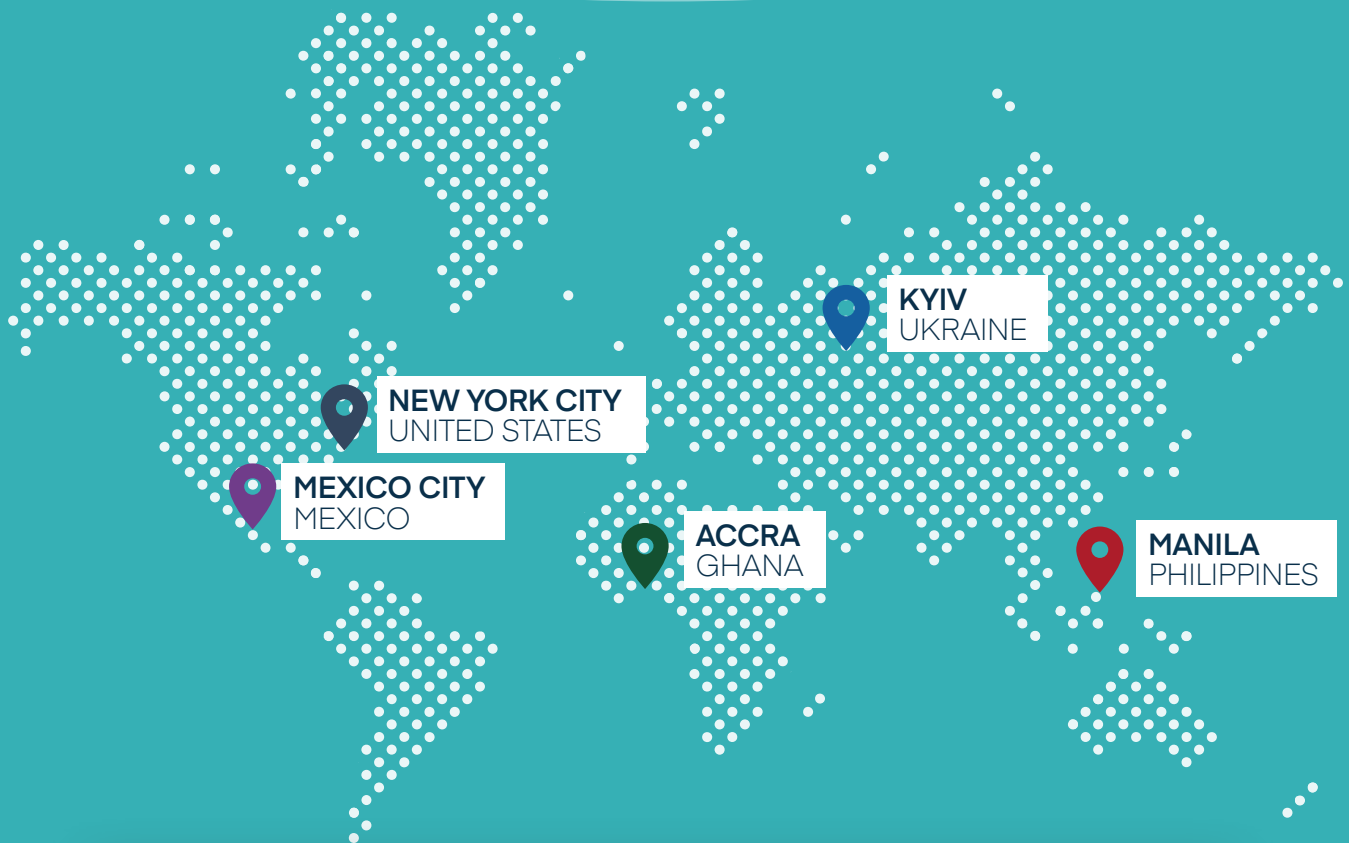 KYIV
UKRAINE
NEW YORK CITY
UNITED STATES
MEXICO CITY
MEXICO
ACCRA
GHANA
MANILA
PHILIPPINES